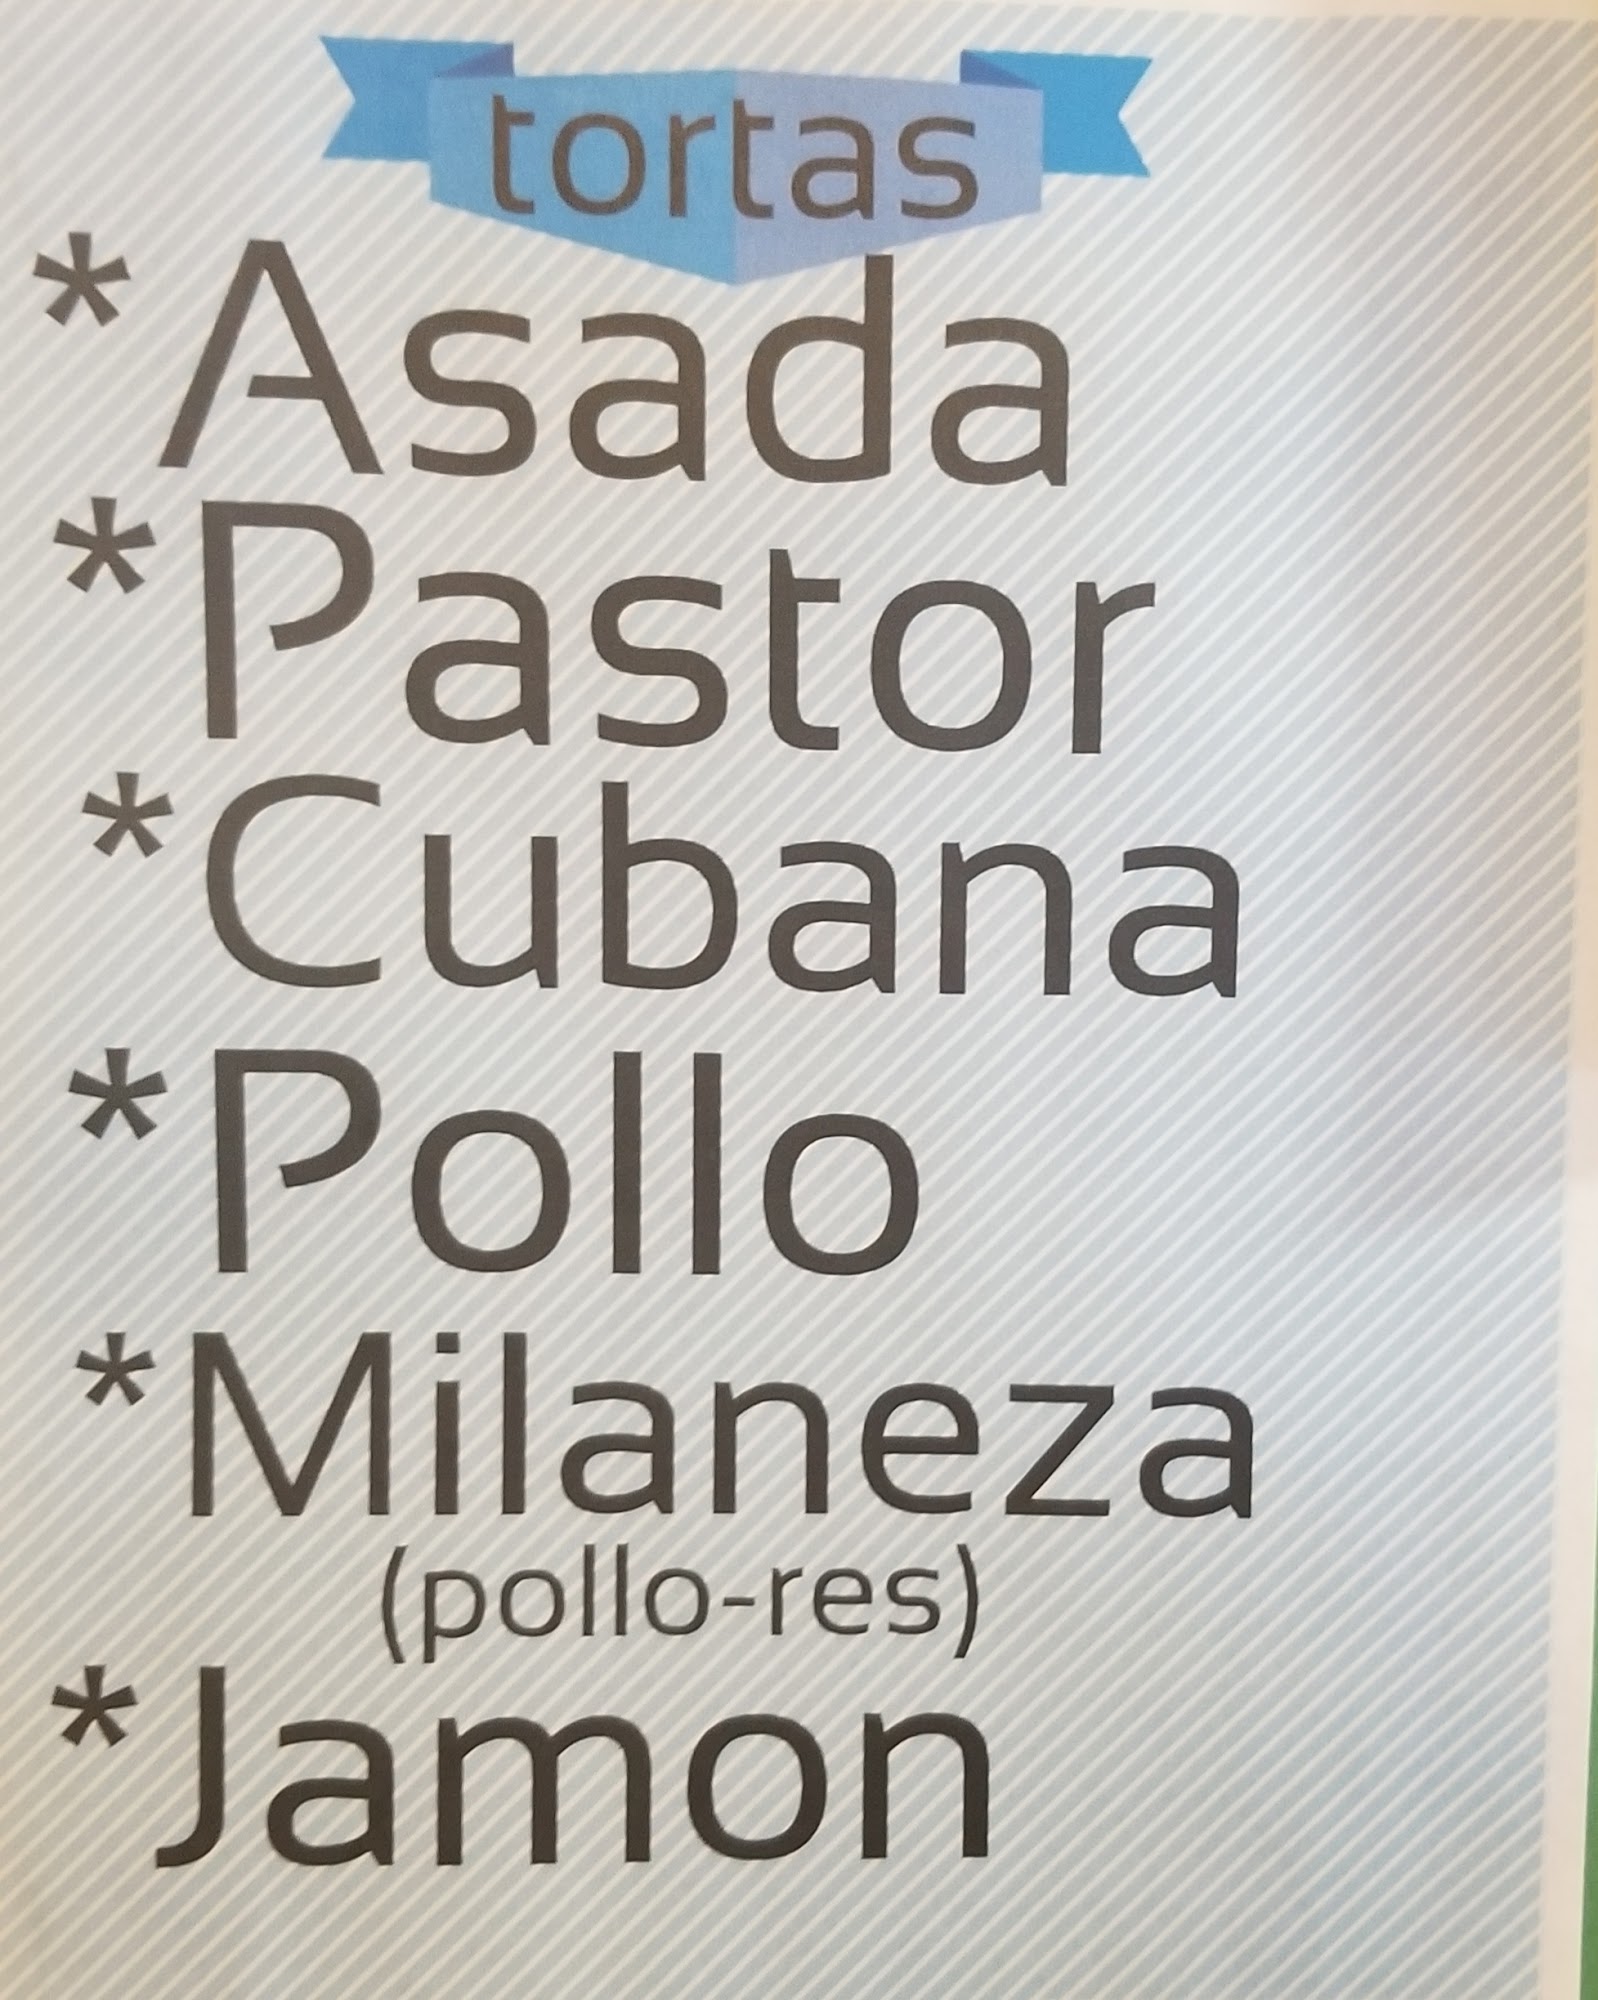 tortas
*Asada
*Pastor
*Cubana
*Pollo
*Milaneza
(pollo-res)
*Jamon